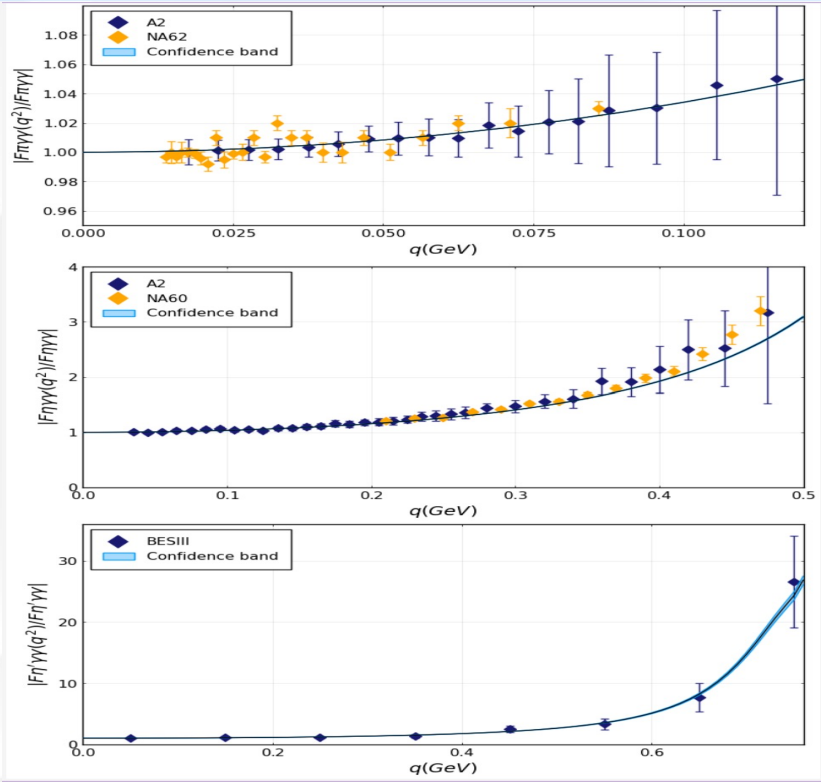 A2
NA62
Confidence band
|Fπγγ(q²)/Fπγγ|
1.08
1.06
1.04
1.02
1.00
0.98
0.96
0.000 0.025 0.050 0.075 0.100
q(GeV)
A2
NA60
Confidence band
|Fηγγ(q²)/Fηγγ|
4
3
2
1
0
0.0 0.1 0.2 0.3 0.4 0.5
q(GeV)
BESIII
Confidence band
|Fη'γγ(q²)/Fη'γγ|
30
20
10
0
0.0 0.2 0.4 0.6
q(GeV)